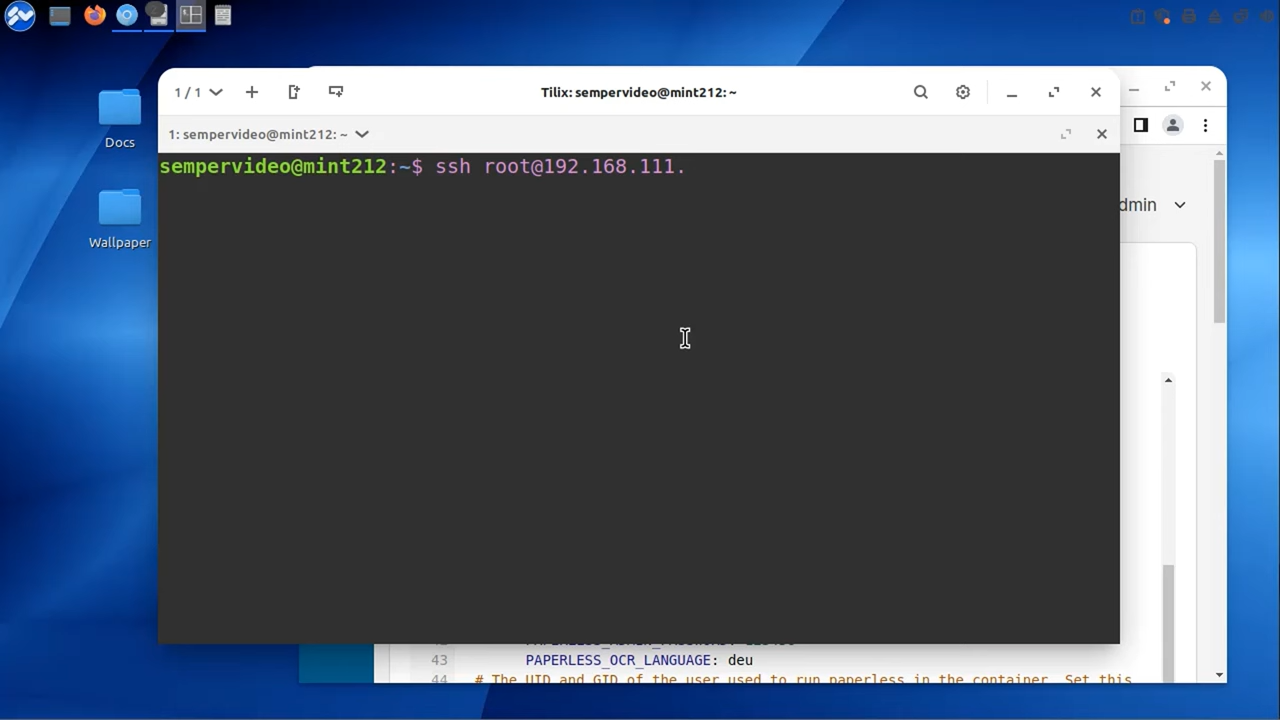 1 / 1
Tilix: sempervideo@mint212: ~
1: sempervideo@mint212: ~
Docs
sempervideo@mint212:~$ ssh root@192.168.111.
dmin
Wallpaper
43 PAPERLESS_OCR_LANGUAGE: deu
44 # The UID and GID of the user used to run paperless in the container. Set this